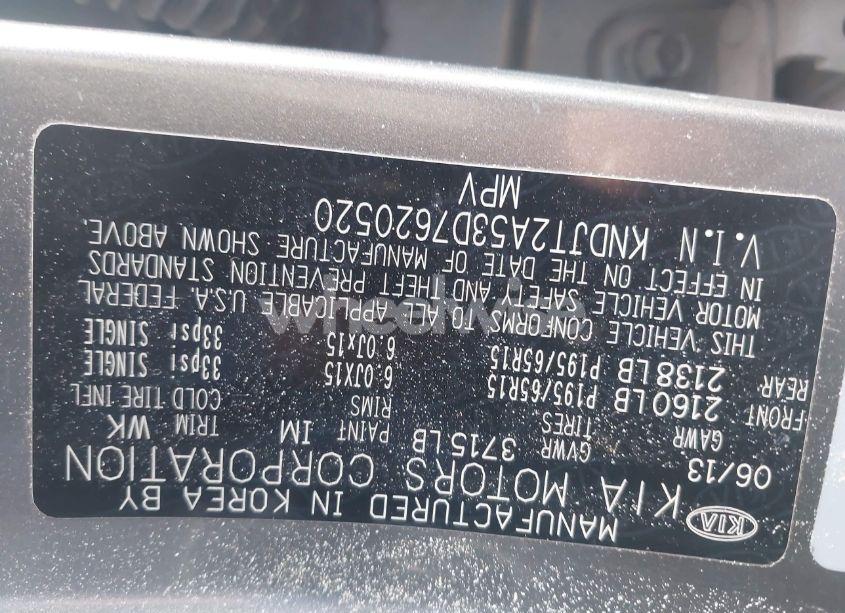 MANUFACTURED IN KOREA BY
KIA KIA MOTORS CORPORATION
06/13 GVWR 3715 LB PAINT 1M TRIM WK
GAWR TIRES RIMS COLD TIRE INFL
FRONT 2160 LB P195/65R15 6.0JX15 33psi SINGLE
REAR 2138 LB P195/65R15 6.0Jx15 33psi SINGLE
THIS VEHICLE CONFORMS TO ALL APPLICABLE U.S.A. FEDERAL
MOTOR VEHICLE SAFETY AND THEFT PREVENTION STANDARDS
IN EFFECT ON THE DATE OF MANUFACTURE SHOWN ABOVE.
V.I.N KNDJT2A53D7620520
MPV
wheelwise